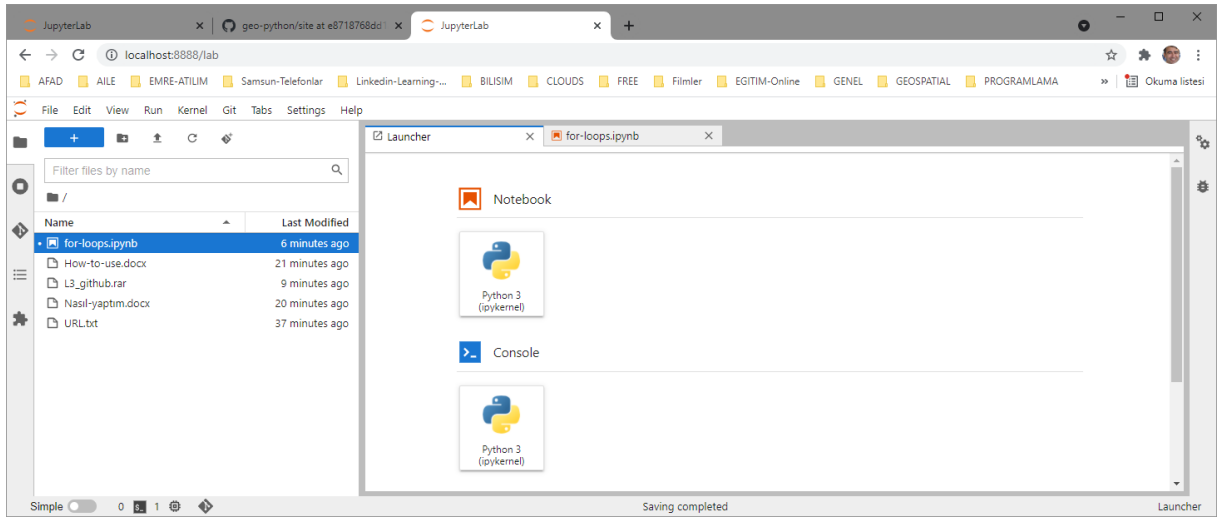 JupyterLab geo-python/site at e8718768dd JupyterLab
localhost:8888/lab
AFAD AILE EMRE-ATILIM Samsun-Telefonlar Linkedin-Learning-... BILISIM CLOUDS FREE Filmler EGITIM-Online GENEL GEOSPATIAL PROGRAMLAMA » Okuma listesi
File Edit View Run Kernel Git Tabs Settings Help
Launcher for-loops.ipynb
Filter files by name
/
Name Last Modified
for-loops.ipynb 6 minutes ago
How-to-use.docx 21 minutes ago
L3_github.rar 9 minutes ago
Nasıl-yaptım.docx 20 minutes ago
URL.txt 37 minutes ago
Notebook
Python 3
(ipykernel)
Console
Python 3
(ipykernel)
Simple 0 1 Saving completed Launcher